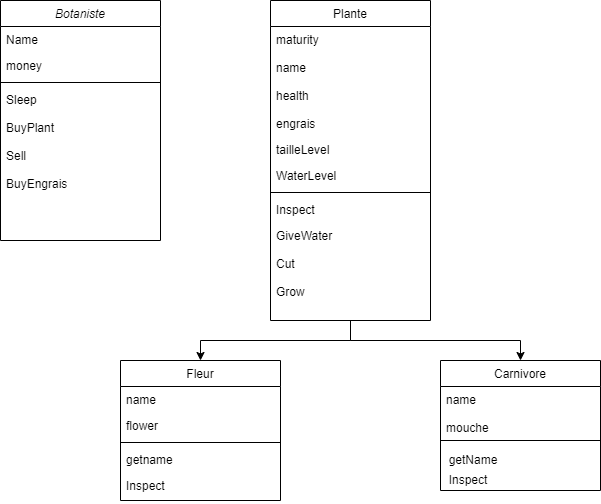 Botaniste
Name
money
Sleep
BuyPlant
Sell
BuyEngrais
Plante
maturity
name
health
engrais
tailleLevel
WaterLevel
Inspect
GiveWater
Cut
Grow
Fleur
name
flower
getname
Inspect
Carnivore
name
mouche
getName
Inspect